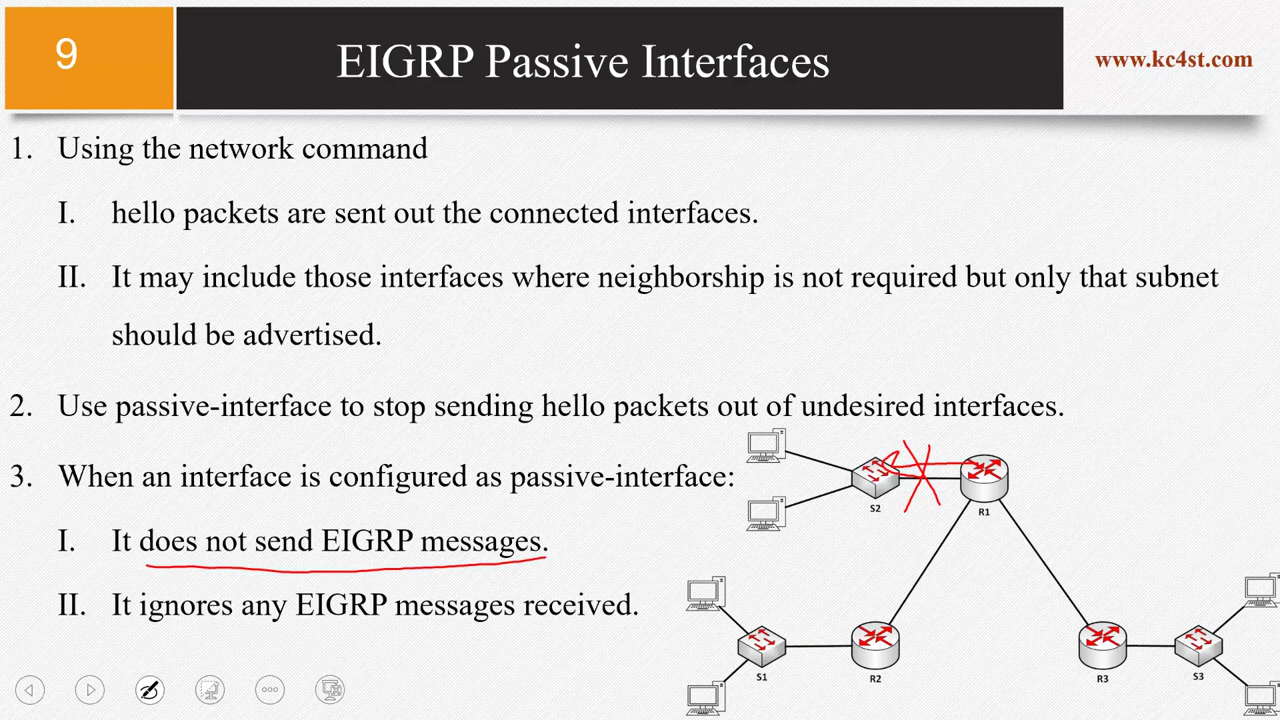 9
EIGRP Passive Interfaces
www.kc4st.com
1. Using the network command
I. hello packets are sent out the connected interfaces.
II. It may include those interfaces where neighborship is not required but only that subnet
should be advertised.
2. Use passive-interface to stop sending hello packets out of undesired interfaces.
3. When an interface is configured as passive-interface:
I. It does not send EIGRP messages.
II. It ignores any EIGRP messages received.
S2
R1
S1
R2
R3
S3